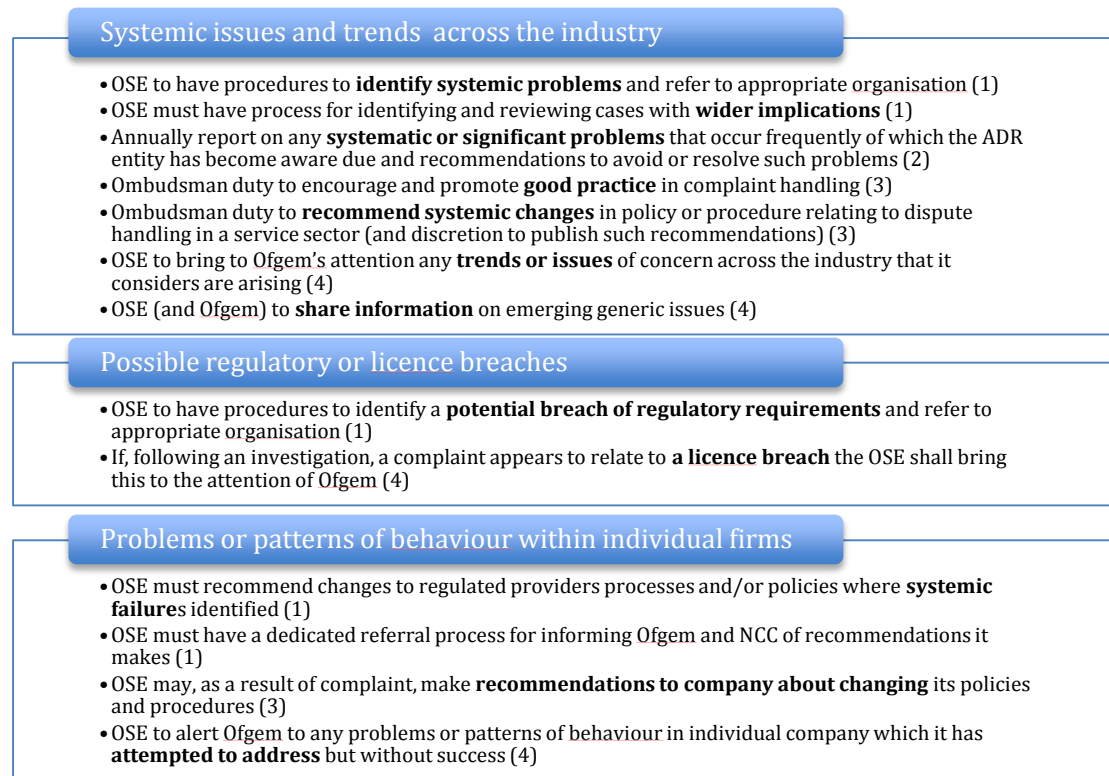 Systemic issues and trends across the industry
• OSE to have procedures to identify systemic problems and refer to appropriate organisation (1)
• OSE must have process for identifying and reviewing cases with wider implications (1)
• Annually report on any systematic or significant problems that occur frequently of which the ADR
entity has become aware due and recommendations to avoid or resolve such problems (2)
• Ombudsman duty to encourage and promote good practice in complaint handling (3)
• Ombudsman duty to recommend systemic changes in policy or procedure relating to dispute
handling in a service sector (and discretion to publish such recommendations) (3)
• OSE to bring to Ofgem’s attention any trends or issues of concern across the industry that it
considers are arising (4)
• OSE (and Ofgem) to share information on emerging generic issues (4)
Possible regulatory or licence breaches
• OSE to have procedures to identify a potential breach of regulatory requirements and refer to
appropriate organisation (1)
• If, following an investigation, a complaint appears to relate to a licence breach the OSE shall bring
this to the attention of Ofgem (4)
Problems or patterns of behaviour within individual firms
• OSE must recommend changes to regulated providers processes and/or policies where systemic
failures identified (1)
• OSE must have a dedicated referral process for informing Ofgem and NCC of recommendations it
makes (1)
• OSE may, as a result of complaint, make recommendations to company about changing its policies
and procedures (3)
• OSE to alert Ofgem to any problems or patterns of behaviour in individual company which it has
attempted to address but without success (4)